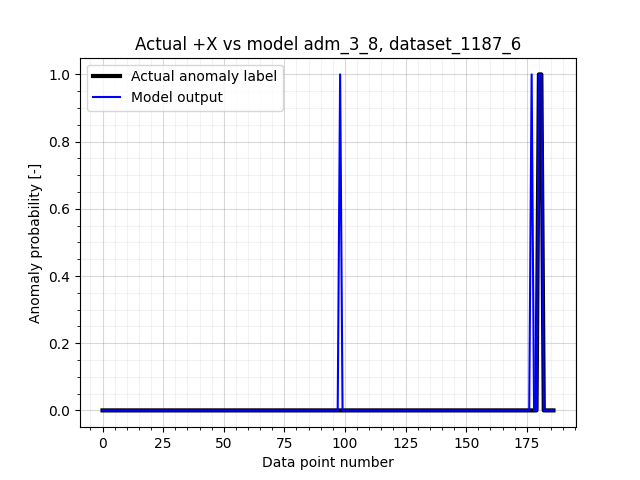 Actual +X vs model adm_3_8, dataset_1187_6
Actual anomaly label
Model output
Anomaly probability [-]
1.0
0.8
0.6
0.4
0.2
0.0
0 25 50 75 100 125 150 175
Data point number